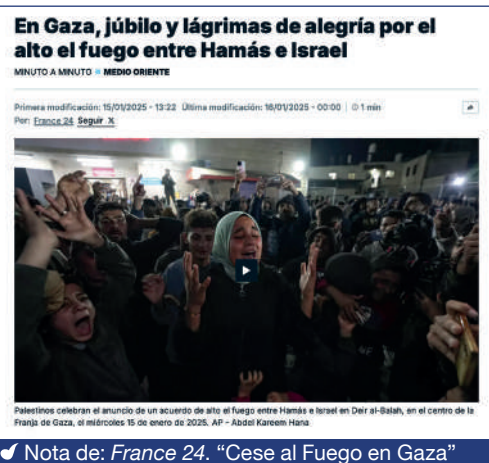 En Gaza, júbilo y lágrimas de alegría por el
alto el fuego entre Hamás e Israel
MINUTO A MINUTO MEDIO ORIENTE
Primera modificación: 15/01/2025 - 13:22 Última modificación: 16/01/2025 - 00:00 1 min
Por: France 24 Seguir X
Palestinos celebran el anuncio de un acuerdo de alto el fuego entre Hamás e Israel en Deir al-Balah, en el centro de la
Franja de Gaza, el miércoles 15 de enero de 2025. AP - Abdel Kareem Hana
Nota de: France 24. “Cese al Fuego en Gaza”